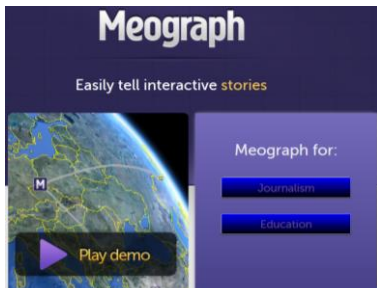 Meograph
Easily tell interactive stories
Meograph for:
Journalism
Education
M
Play demo